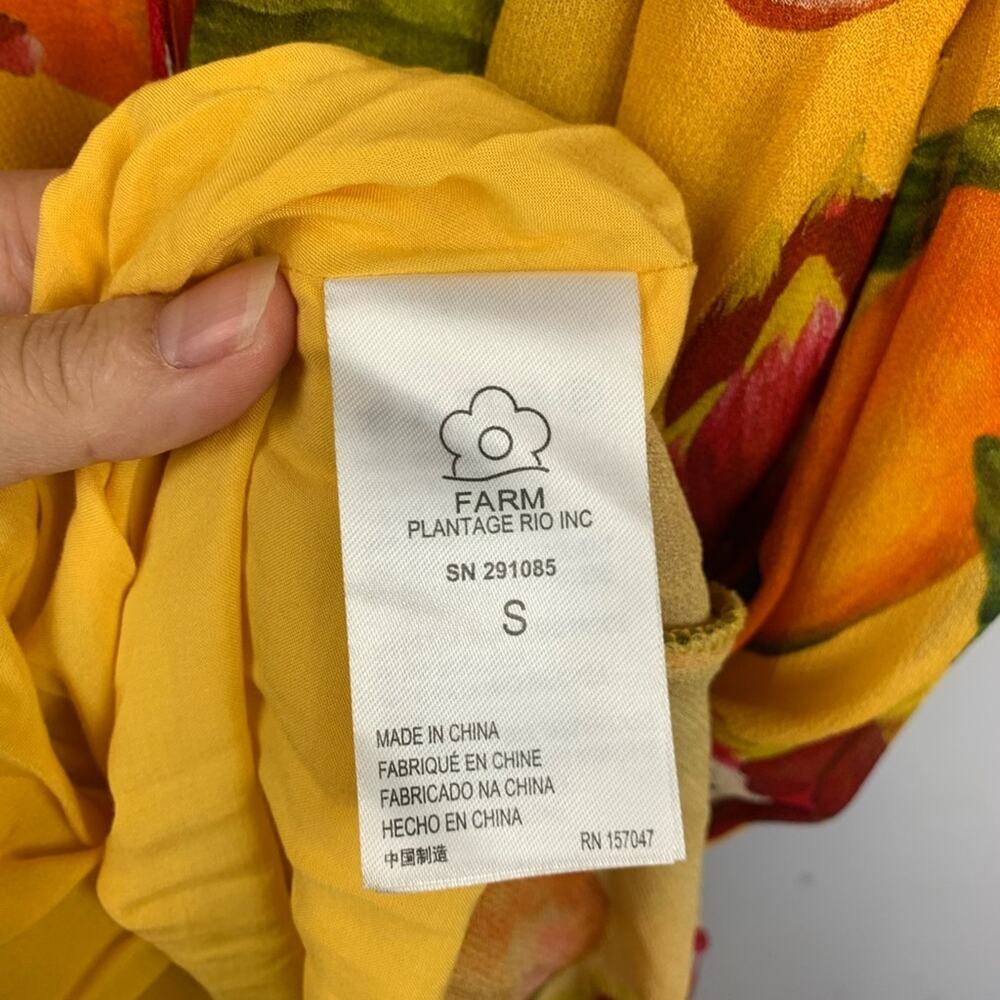 FARM
PLANTAGE RIO INC
SN 291085
S
MADE IN CHINA
FABRIQUÉ EN CHINE
FABRICADO NA CHINA
HECHO EN CHINA
中国制造
RN 157047